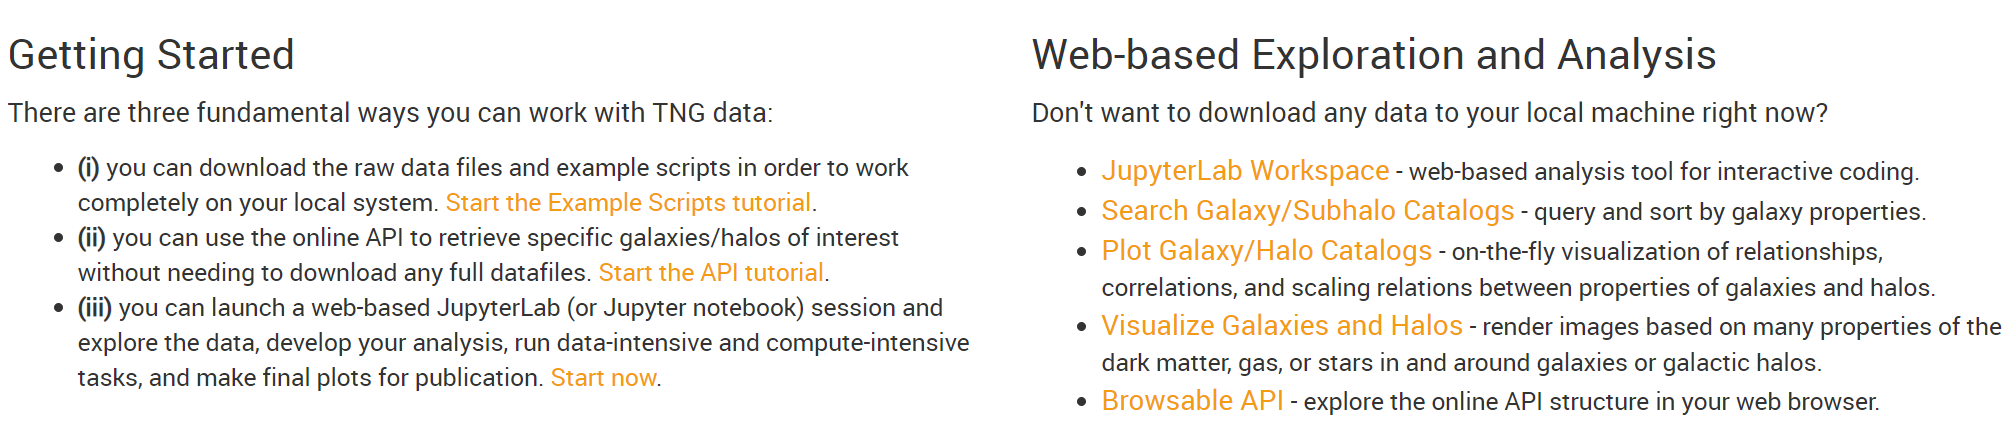 Getting Started
There are three fundamental ways you can work with TNG data:
• (i) you can download the raw data files and example scripts in order to work
completely on your local system. Start the Example Scripts tutorial.
• (ii) you can use the online API to retrieve specific galaxies/halos of interest
without needing to download any full datafiles. Start the API tutorial.
• (iii) you can launch a web-based JupyterLab (or Jupyter notebook) session and
explore the data, develop your analysis, run data-intensive and compute-intensive
tasks, and make final plots for publication. Start now.
Web-based Exploration and Analysis
Don't want to download any data to your local machine right now?
• JupyterLab Workspace - web-based analysis tool for interactive coding.
• Search Galaxy/Subhalo Catalogs - query and sort by galaxy properties.
• Plot Galaxy/Halo Catalogs - on-the-fly visualization of relationships,
correlations, and scaling relations between properties of galaxies and halos.
• Visualize Galaxies and Halos - render images based on many properties of the
dark matter, gas, or stars in and around galaxies or galactic halos.
• Browsable API - explore the online API structure in your web browser.